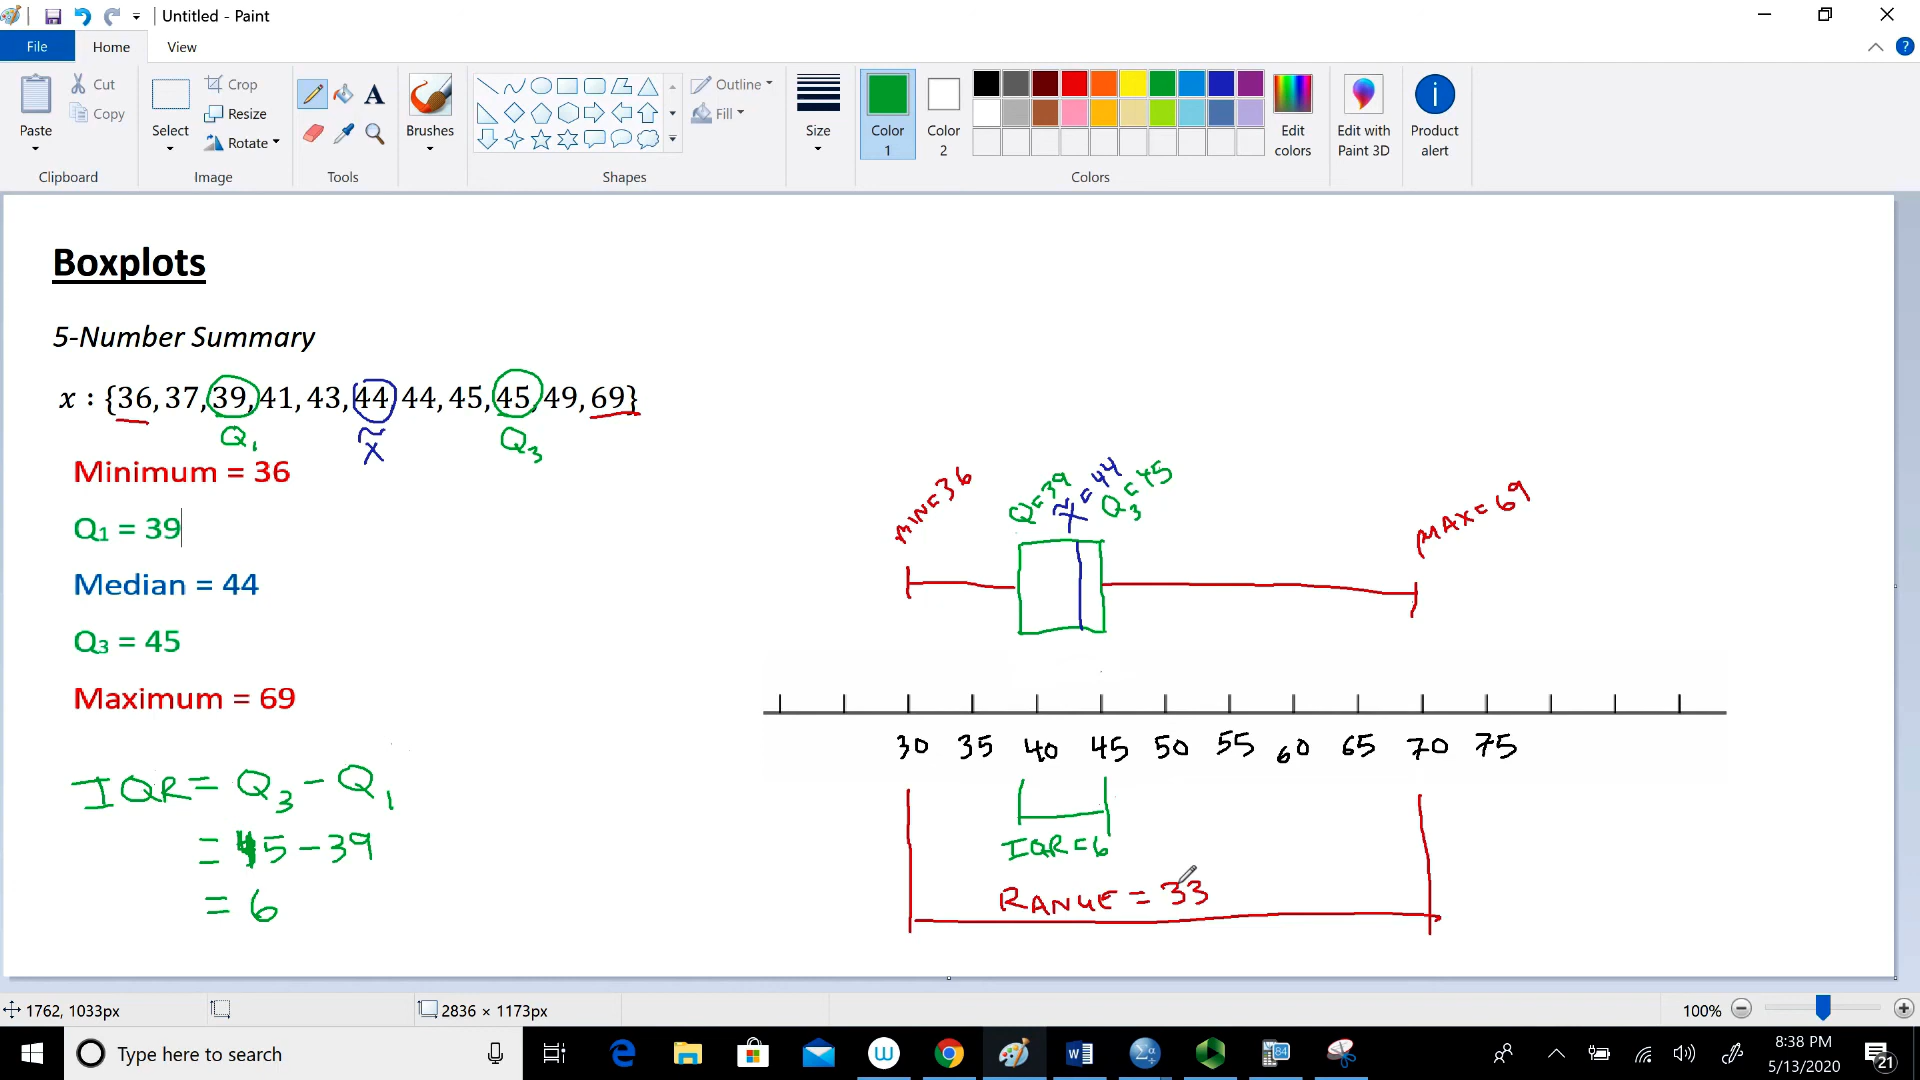 Untitled - Paint
File Home View
Paste
Cut
Copy
Clipboard
Select
Crop
Resize
Rotate
Image
A
Tools
Brushes
Shapes
Outline
Fill
Size
Color 1
Color 2
Edit colors
Colors
Edit with Paint 3D
Product alert
Boxplots
5-Number Summary
x : {36, 37, 39, 41, 43, 44, 44, 45, 45, 49, 69}
Q₁ x̃ Q₃
Minimum = 36
Q₁ = 39
Median = 44
Q₃ = 45
Maximum = 69
IQR = Q₃ - Q₁
= 45 - 39
= 6
MIN=36
Q=39
x̃=44
Q₃=45
MAX=69
30 35 40 45 50 55 60 65 70 75
IQR=6
RANGE = 33
1762, 1033px
2836 × 1173px
100%
Type here to search
8:38 PM
5/13/2020
21